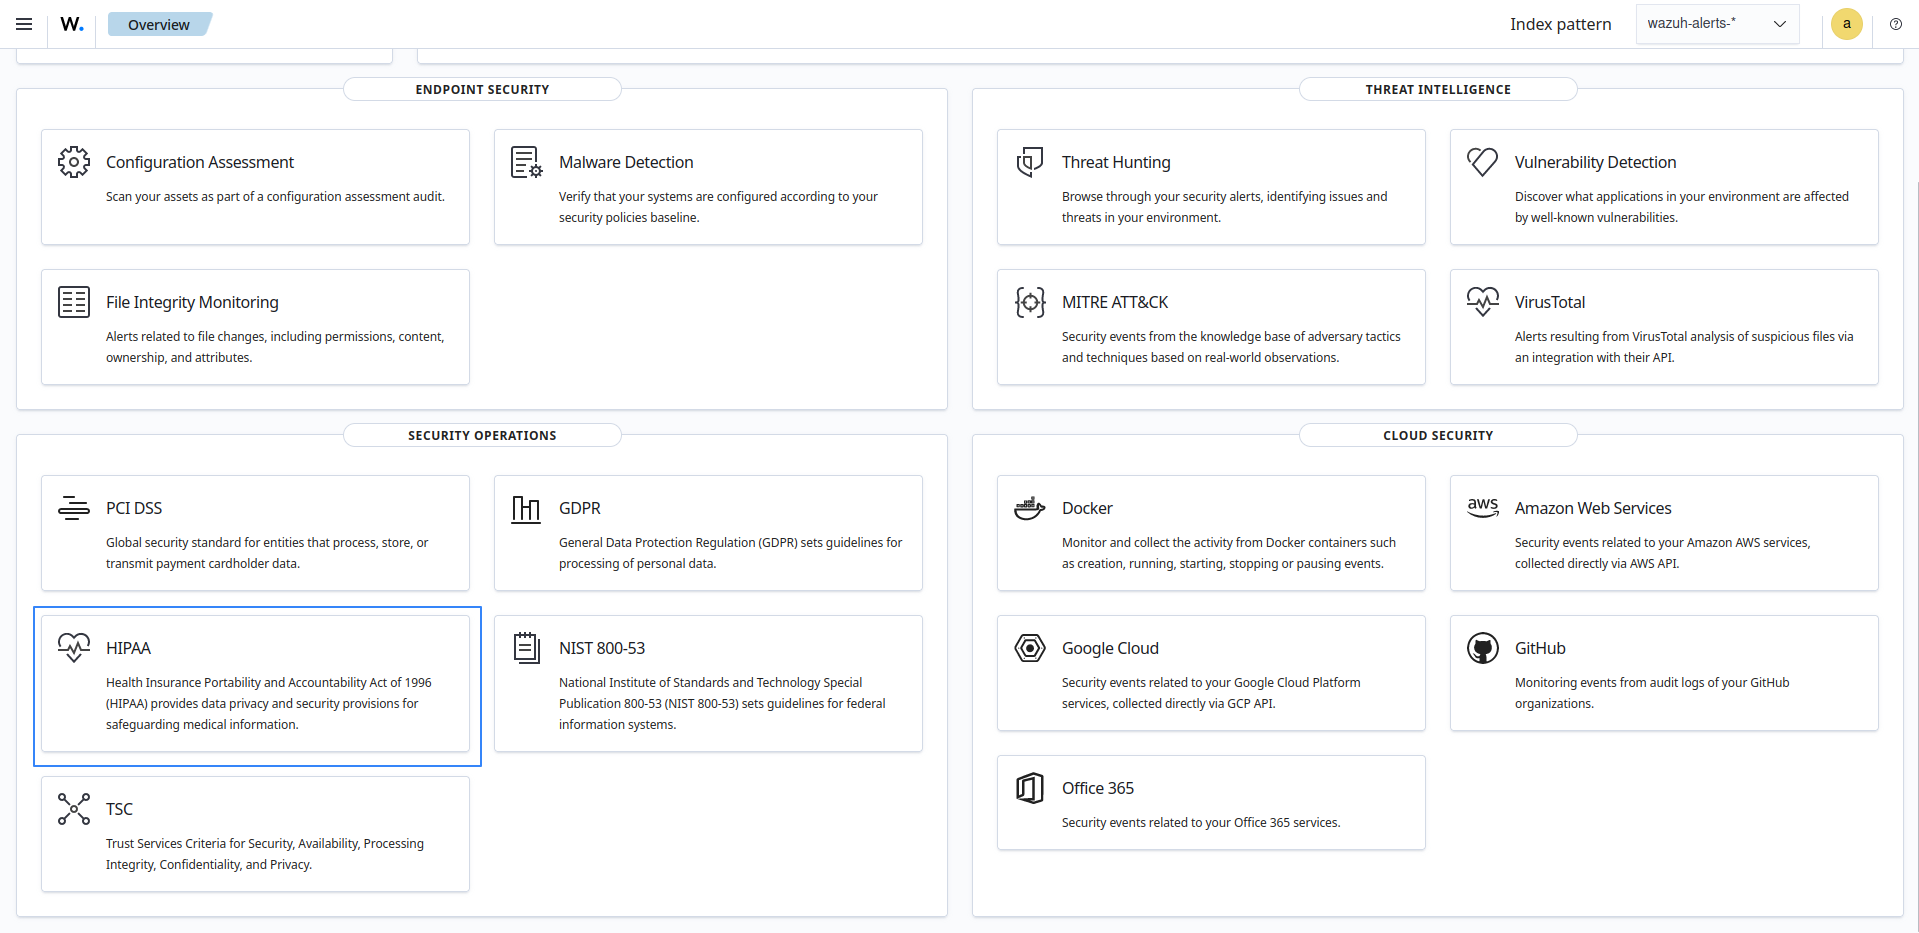 W.
Overview
Index pattern
wazuh-alerts-*
a
ENDPOINT SECURITY
Configuration Assessment
Scan your assets as part of a configuration assessment audit.
Malware Detection
Verify that your systems are configured according to your
security policies baseline.
File Integrity Monitoring
Alerts related to file changes, including permissions, content,
ownership, and attributes.
THREAT INTELLIGENCE
Threat Hunting
Browse through your security alerts, identifying issues and
threats in your environment.
Vulnerability Detection
Discover what applications in your environment are affected
by well-known vulnerabilities.
MITRE ATT&CK
Security events from the knowledge base of adversary tactics
and techniques based on real-world observations.
VirusTotal
Alerts resulting from VirusTotal analysis of suspicious files via
an integration with their API.
SECURITY OPERATIONS
PCI DSS
Global security standard for entities that process, store, or
transmit payment cardholder data.
GDPR
General Data Protection Regulation (GDPR) sets guidelines for
processing of personal data.
HIPAA
Health Insurance Portability and Accountability Act of 1996
(HIPAA) provides data privacy and security provisions for
safeguarding medical information.
NIST 800-53
National Institute of Standards and Technology Special
Publication 800-53 (NIST 800-53) sets guidelines for federal
information systems.
TSC
Trust Services Criteria for Security, Availability, Processing
Integrity, Confidentiality, and Privacy.
CLOUD SECURITY
Docker
Monitor and collect the activity from Docker containers such
as creation, running, starting, stopping or pausing events.
aws
Amazon Web Services
Security events related to your Amazon AWS services,
collected directly via AWS API.
Google Cloud
Security events related to your Google Cloud Platform
services, collected directly via GCP API.
GitHub
Monitoring events from audit logs of your GitHub
organizations.
Office 365
Security events related to your Office 365 services.